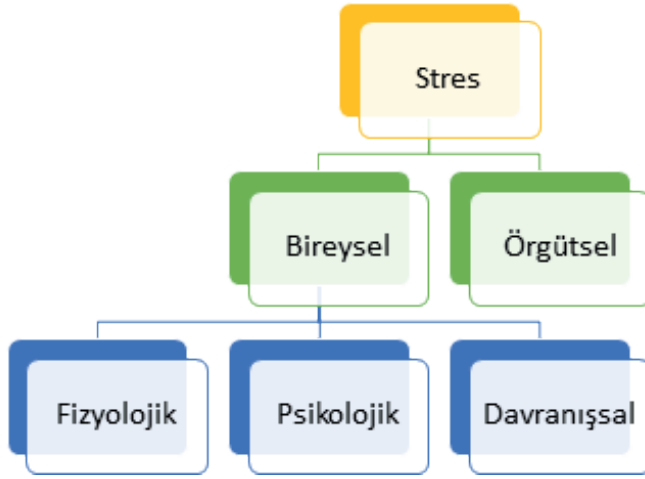 Stres
Bireysel
Örgütsel
Fizyolojik
Psikolojik
Davranışsal